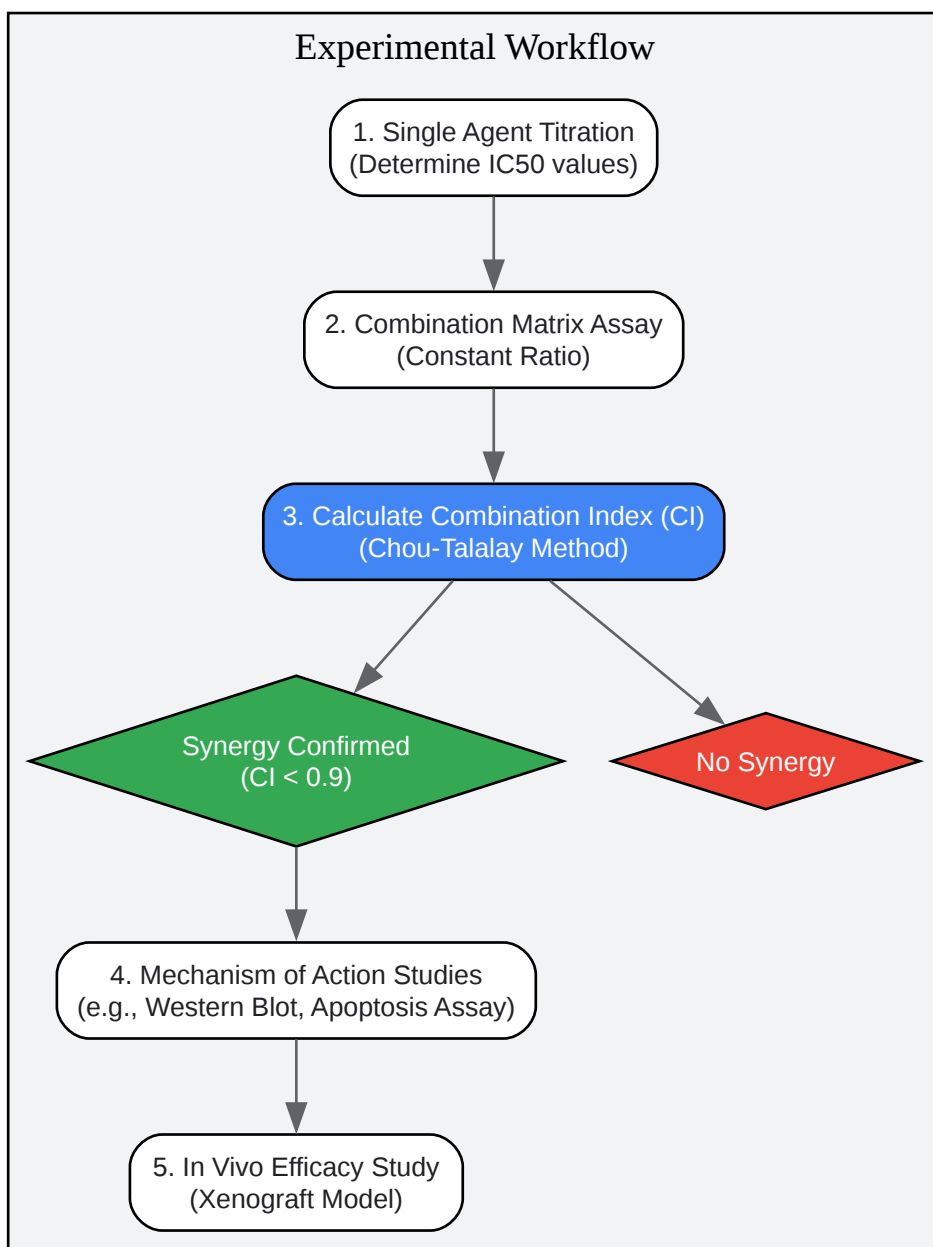 Experimental Workflow
1. Single Agent Titration
(Determine IC50 values)
2. Combination Matrix Assay
(Constant Ratio)
3. Calculate Combination Index (CI)
(Chou-Talalay Method)
Synergy Confirmed
(CI < 0.9)
No Synergy
4. Mechanism of Action Studies
(e.g., Western Blot, Apoptosis Assay)
5. In Vivo Efficacy Study
(Xenograft Model)